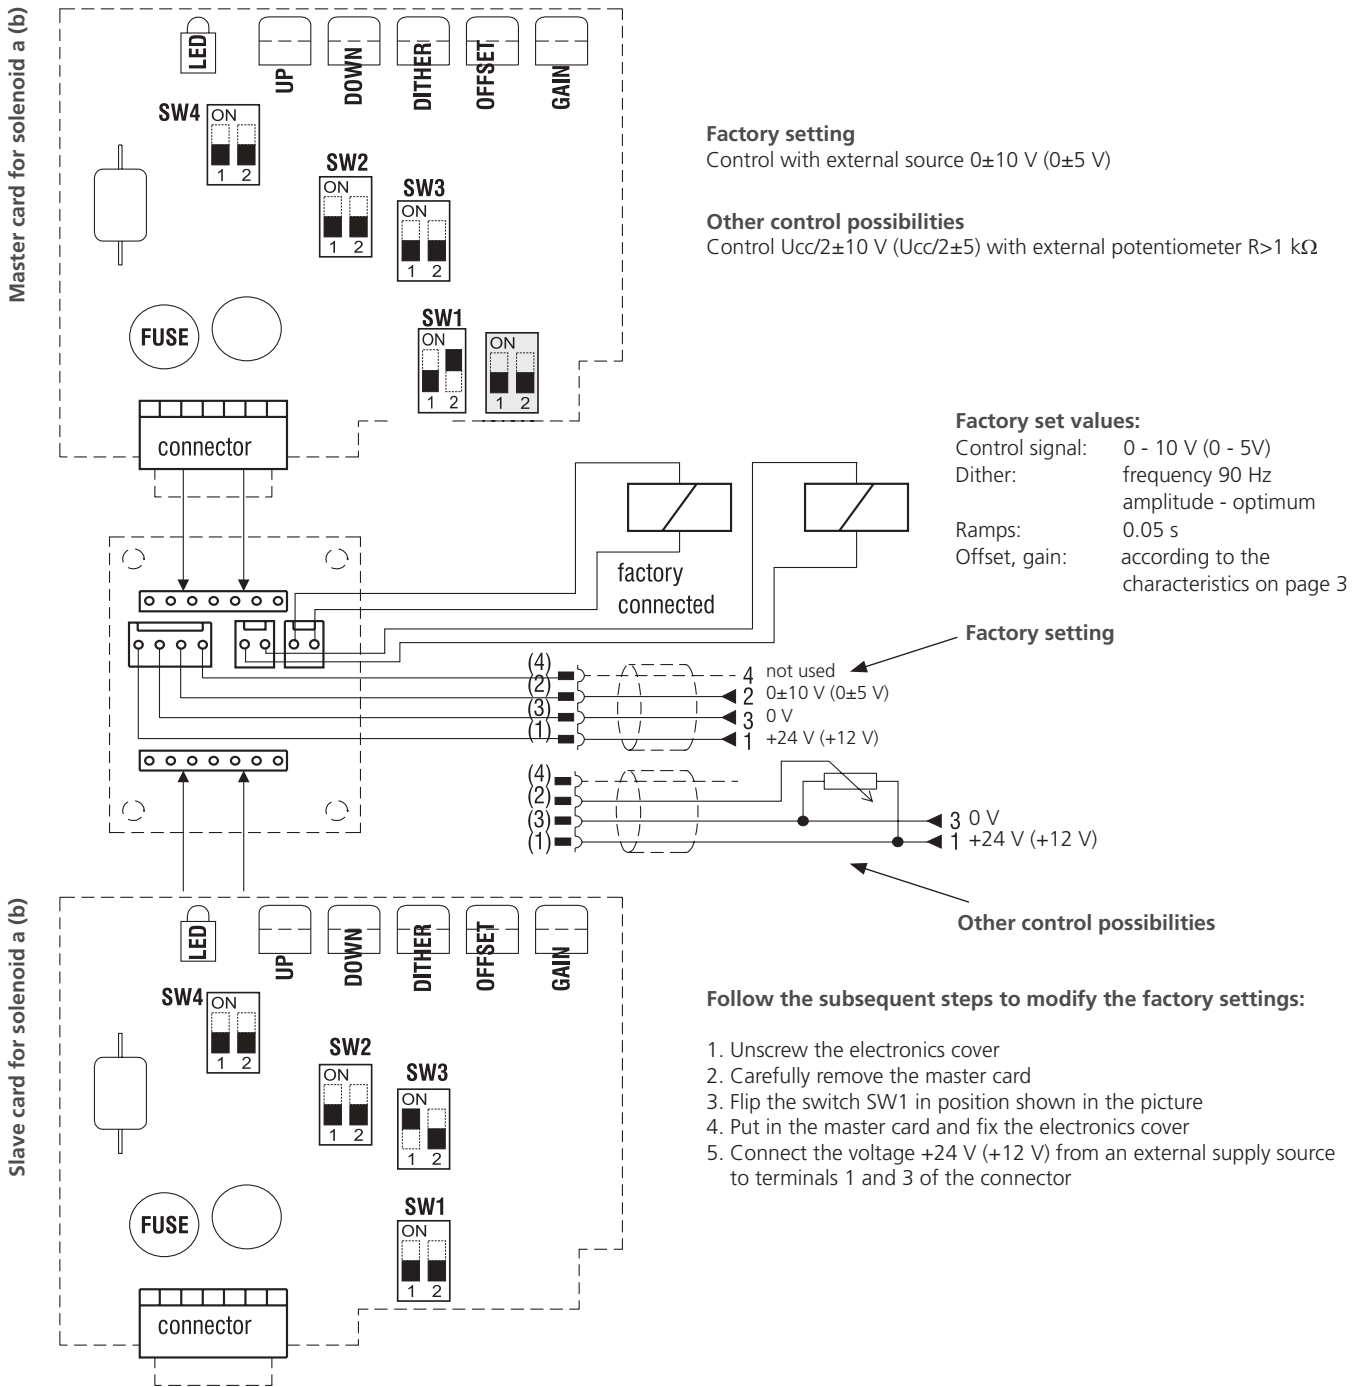 Master card for solenoid a (b)
LED
UP
DOWN
DITHER
OFFSET
GAIN
SW4
ON
1 2
SW2
ON
1 2
SW3
ON
1 2
FUSE
SW1
ON
1 2
ON
1 2
connector
Factory setting
Control with external source 0±10 V (0±5 V)
Other control possibilities
Control Ucc/2±10 V (Ucc/2±5) with external potentiometer R>1 kΩ
Factory set values:
Control signal: 0 - 10 V (0 - 5V)
Dither: frequency 90 Hz
amplitude - optimum
Ramps: 0.05 s
Offset, gain: according to the
characteristics on page 3
factory
connected
Factory setting
(4) 4 not used
(2) 2 0±10 V (0±5 V)
(3) 3 0 V
(1) 1 +24 V (+12 V)
(4)
(2)
(3) 3 0 V
(1) 1 +24 V (+12 V)
Other control possibilities
Slave card for solenoid a (b)
LED
UP
DOWN
DITHER
OFFSET
GAIN
SW4
ON
1 2
SW2
ON
1 2
SW3
ON
1 2
FUSE
SW1
ON
1 2
connector
Follow the subsequent steps to modify the factory settings:
1. Unscrew the electronics cover
2. Carefully remove the master card
3. Flip the switch SW1 in position shown in the picture
4. Put in the master card and fix the electronics cover
5. Connect the voltage +24 V (+12 V) from an external supply source
to terminals 1 and 3 of the connector